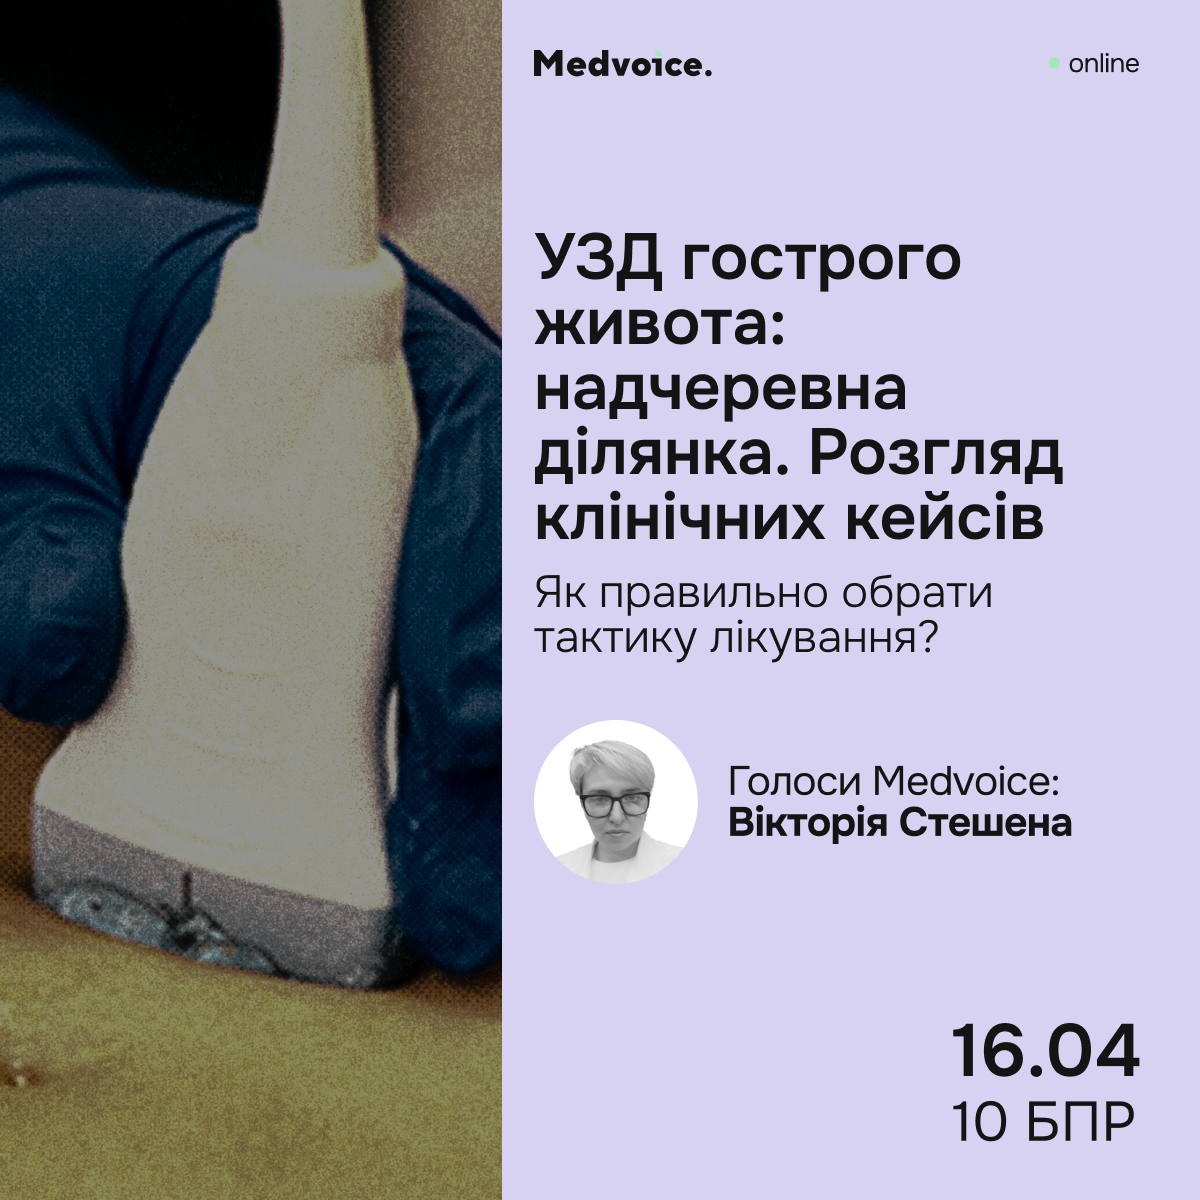 Medvoice.
online
УЗД гострого
живота:
надчеревна
ділянка. Розгляд
клінічних кейсів
Як правильно обрати
тактику лікування?
Голоси Medvoice:
Вікторія Стешена
16.04
10 БПР